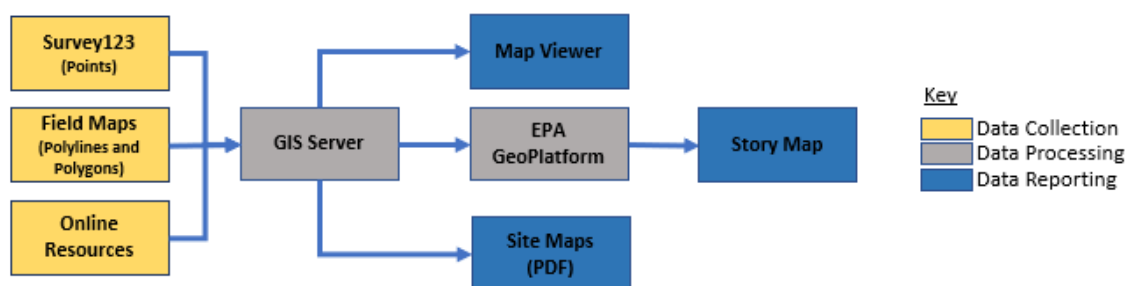 Survey123
(Points)
Field Maps
(Polylines and
Polygons)
Online
Resources
GIS Server
Map Viewer
EPA
GeoPlatform
Site Maps
(PDF)
Story Map
Key
Data Collection
Data Processing
Data Reporting